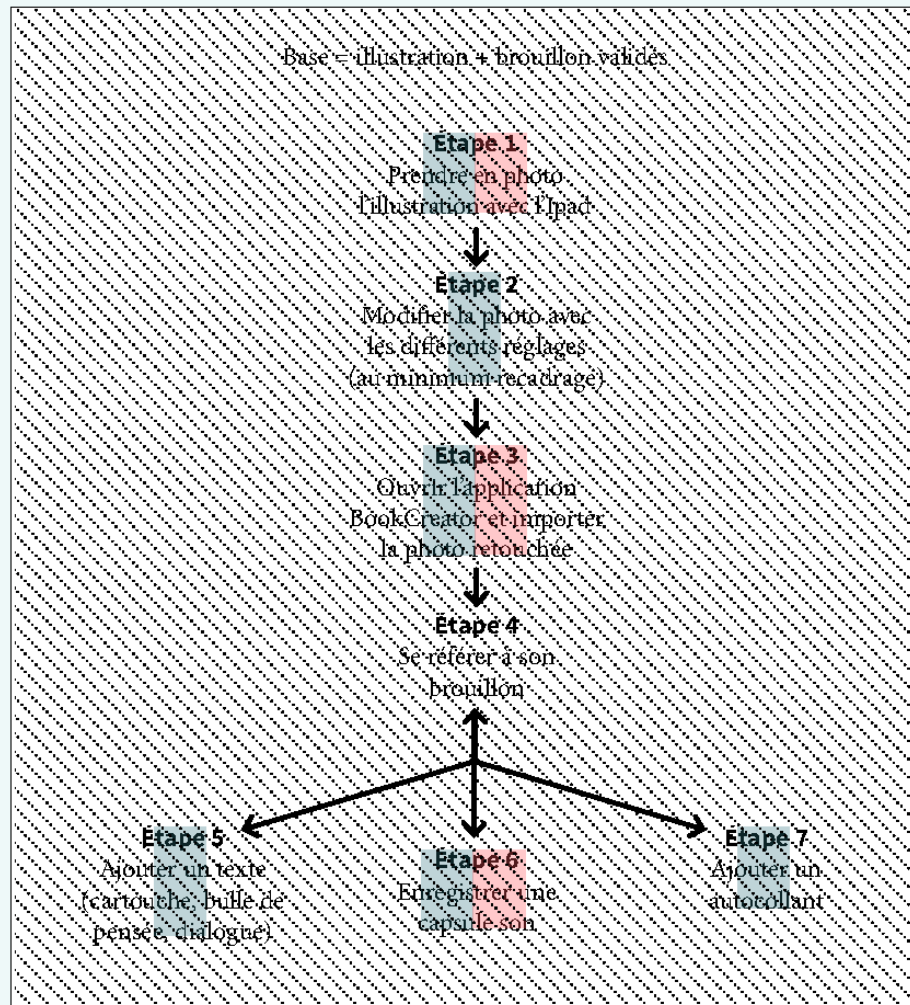 Base = illustration + brouillon validés
Étape 1
Prendre en photo
l'illustration avec l'Ipad
Étape 2
Modifier la photo avec
les différents réglages
(au minimum recadrage)
Étape 3
Ouvrir l'application
BookCreator et importer
la photo retouchée
Étape 4
Se référer à son
brouillon
Étape 5
Ajouter un texte
(cartouche, bulle de
pensée, dialogue)
Étape 6
Enregistrer une
capsule son
Étape 7
Ajouter un
autocollant